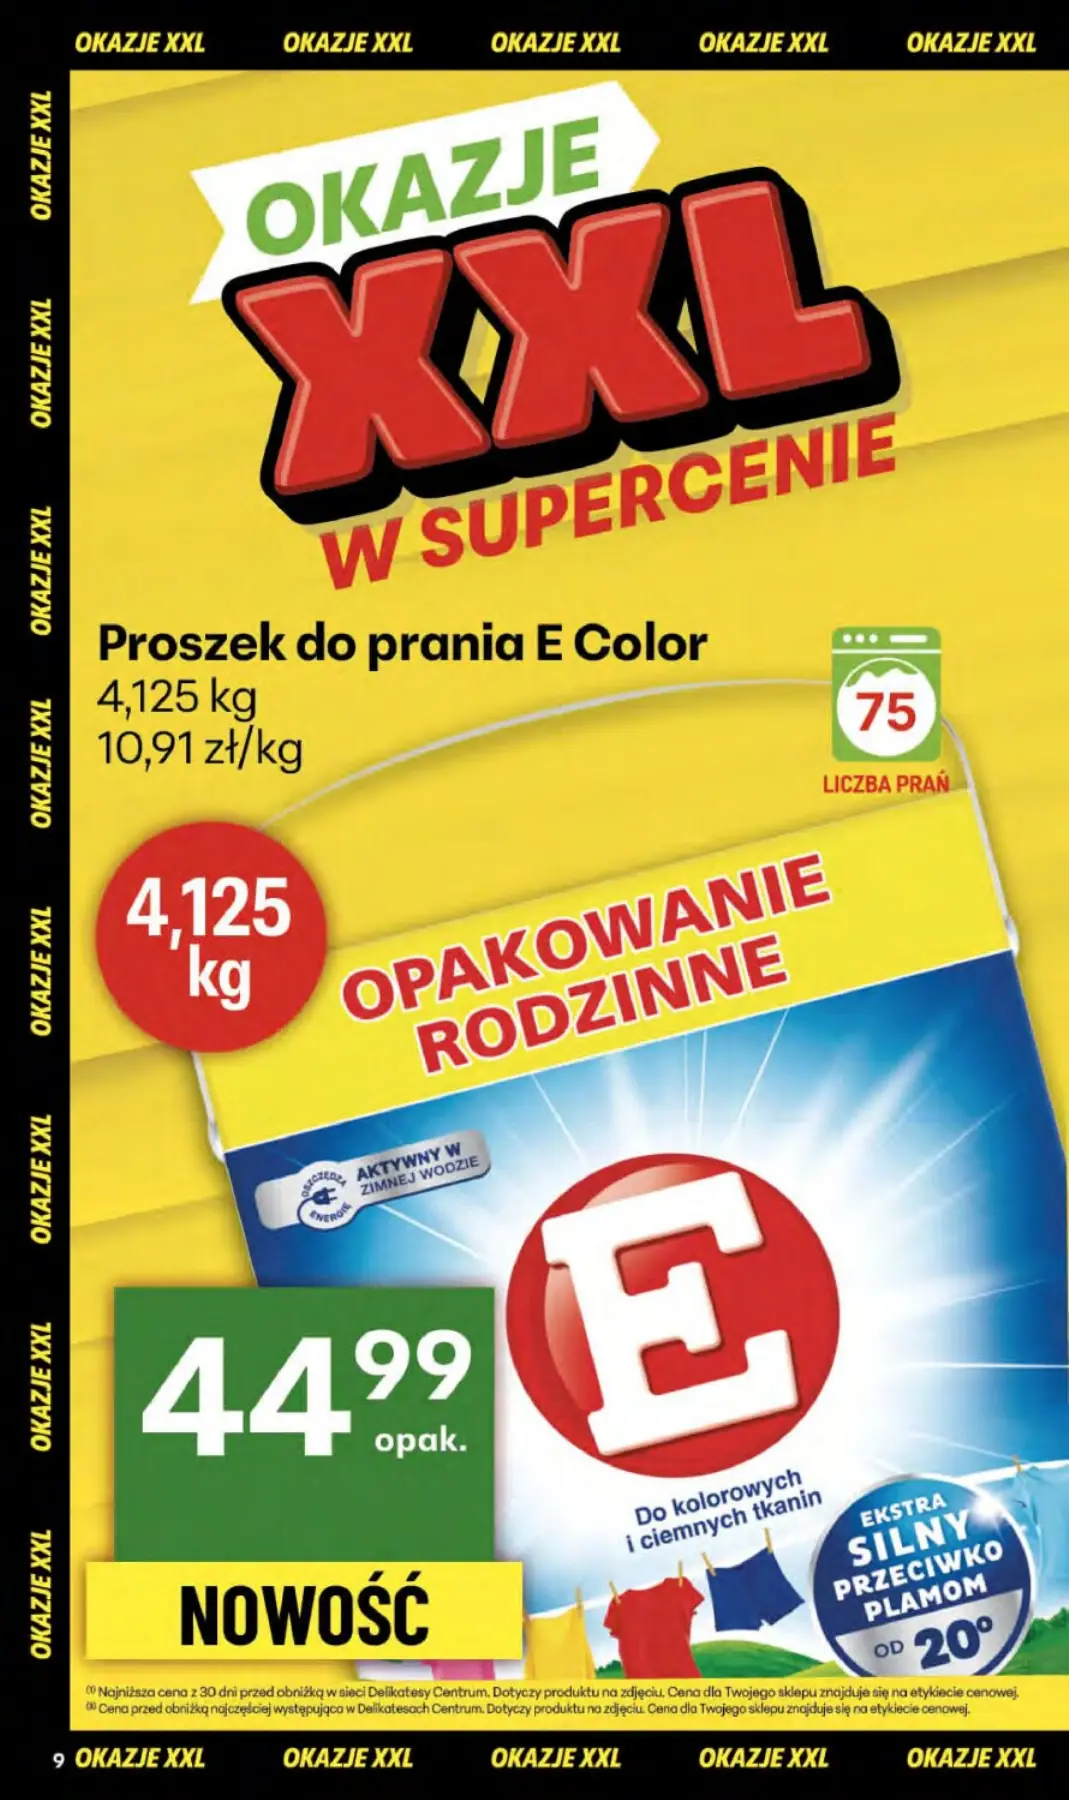 OKAZJE XXL OKAZJE XXL OKAZJE XXL OKAZJE XXL OKAZJE XXL
OKAZJE XXL
OKAZJE XXL
OKAZJE XXL
OKAZJE XXL
OKAZJE XXL
OKAZJE XXL
OKAZJE XXL
OKAZJE XXL
OKAZJE
XXL
W SUPERCENIE
Proszek do prania E Color
4,125 kg
10,91 zł/kg
75
LICZBA PRAŃ
4,125
kg
OPAKOWANIE
RODZINNE
OSZCZĘDZA
ENERGIĘ
AKTYWNY W
ZIMNEJ WODZIE
E
44 99
opak.
NOWOŚĆ
Do kolorowych
i ciemnych tkanin
EKSTRA
SILNY
PRZECIWKO
PLAMOM
OD 20°
(1) Najniższa cena z 30 dni przed obniżką w sieci Delikatesy Centrum. Dotyczy produktu na zdjęciu. Cena dla Twojego sklepu znajduje się na etykiecie cenowej.
Cena przed obniżką najczęściej występująca w Delikatesach Centrum. Dotyczy produktu na zdjęciu. Cena dla Twojego sklepu znajduje się na etykiecie cenowej.
9 OKAZJE XXL OKAZJE XXL OKAZJE XXL OKAZJE XXL OKAZJE XXL